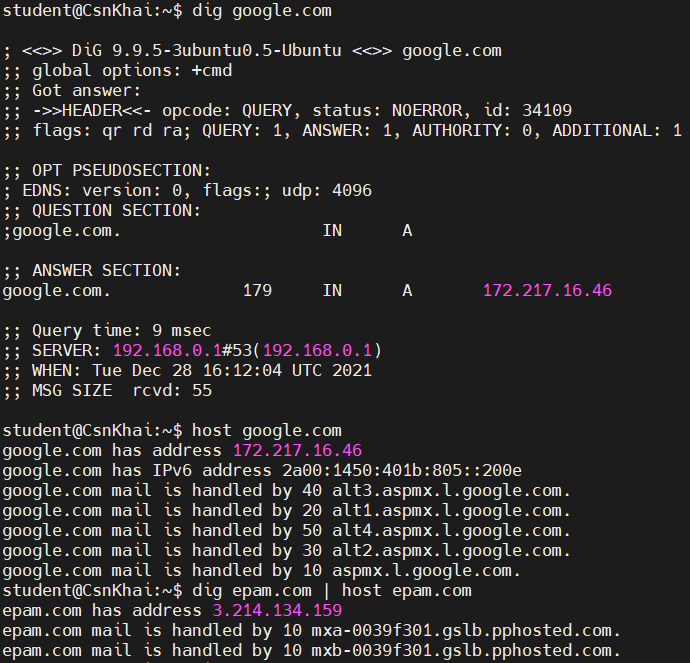 student@CsnKhai:~$ dig google.com
; <<>> DiG 9.9.5-3ubuntu0.5-Ubuntu <<>> google.com
;; global options: +cmd
;; Got answer:
;; ->>HEADER<<- opcode: QUERY, status: NOERROR, id: 34109
;; flags: qr rd ra; QUERY: 1, ANSWER: 1, AUTHORITY: 0, ADDITIONAL: 1
;; OPT PSEUDOSECTION:
; EDNS: version: 0, flags:; udp: 4096
;; QUESTION SECTION:
;google.com.                    IN      A
;; ANSWER SECTION:
google.com.             179     IN      A       172.217.16.46
;; Query time: 9 msec
;; SERVER: 192.168.0.1#53(192.168.0.1)
;; WHEN: Tue Dec 28 16:12:04 UTC 2021
;; MSG SIZE  rcvd: 55
student@CsnKhai:~$ host google.com
google.com has address 172.217.16.46
google.com has IPv6 address 2a00:1450:401b:805::200e
google.com mail is handled by 40 alt3.aspmx.l.google.com.
google.com mail is handled by 20 alt1.aspmx.l.google.com.
google.com mail is handled by 50 alt4.aspmx.l.google.com.
google.com mail is handled by 30 alt2.aspmx.l.google.com.
google.com mail is handled by 10 aspmx.l.google.com.
student@CsnKhai:~$ dig epam.com | host epam.com
epam.com has address 3.214.134.159
epam.com mail is handled by 10 mxa-0039f301.gslb.pphosted.com.
epam.com mail is handled by 10 mxb-0039f301.gslb.pphosted.com.